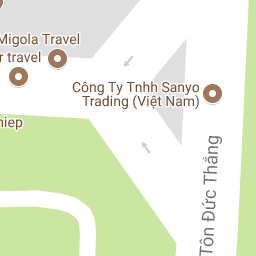 Migola Travel
r travel
Công Ty Tnhh Sanyo
Trading (Việt Nam)
hiep
Tôn Đức Thắng